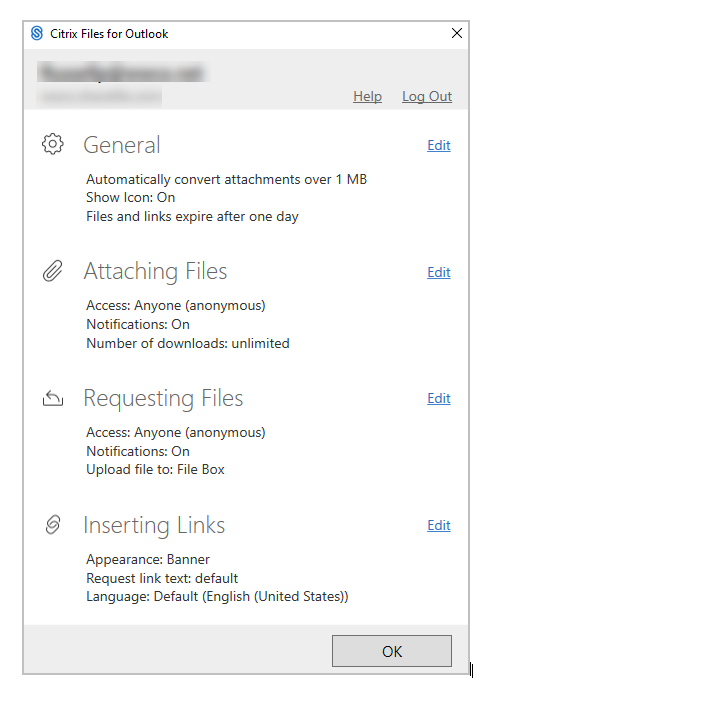 Citrix Files for Outlook
Help Log Out
General Edit
Automatically convert attachments over 1 MB
Show Icon: On
Files and links expire after one day
Attaching Files Edit
Access: Anyone (anonymous)
Notifications: On
Number of downloads: unlimited
Requesting Files Edit
Access: Anyone (anonymous)
Notifications: On
Upload file to: File Box
Inserting Links Edit
Appearance: Banner
Request link text: default
Language: Default (English (United States))
OK